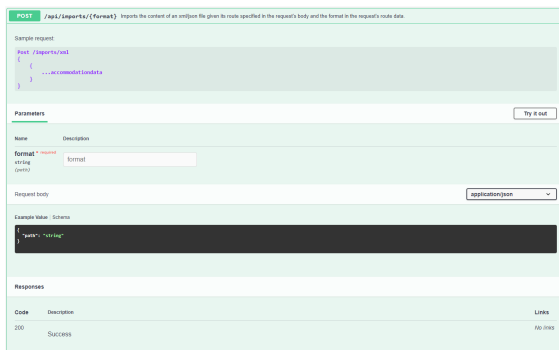 POST /api/imports/{format} Imports the content of an xml/json file given its route specified in the request's body and the format in the request's route data.
Sample request:
Post /imports/xml
{
{
...accommodationdata
}
}
Parameters
Try it out
Name Description
format * required
string
(path)
format
Request body
application/json
Example Value | Schema
{
"path": "string"
}
Responses
Code Description Links
200 Success No links